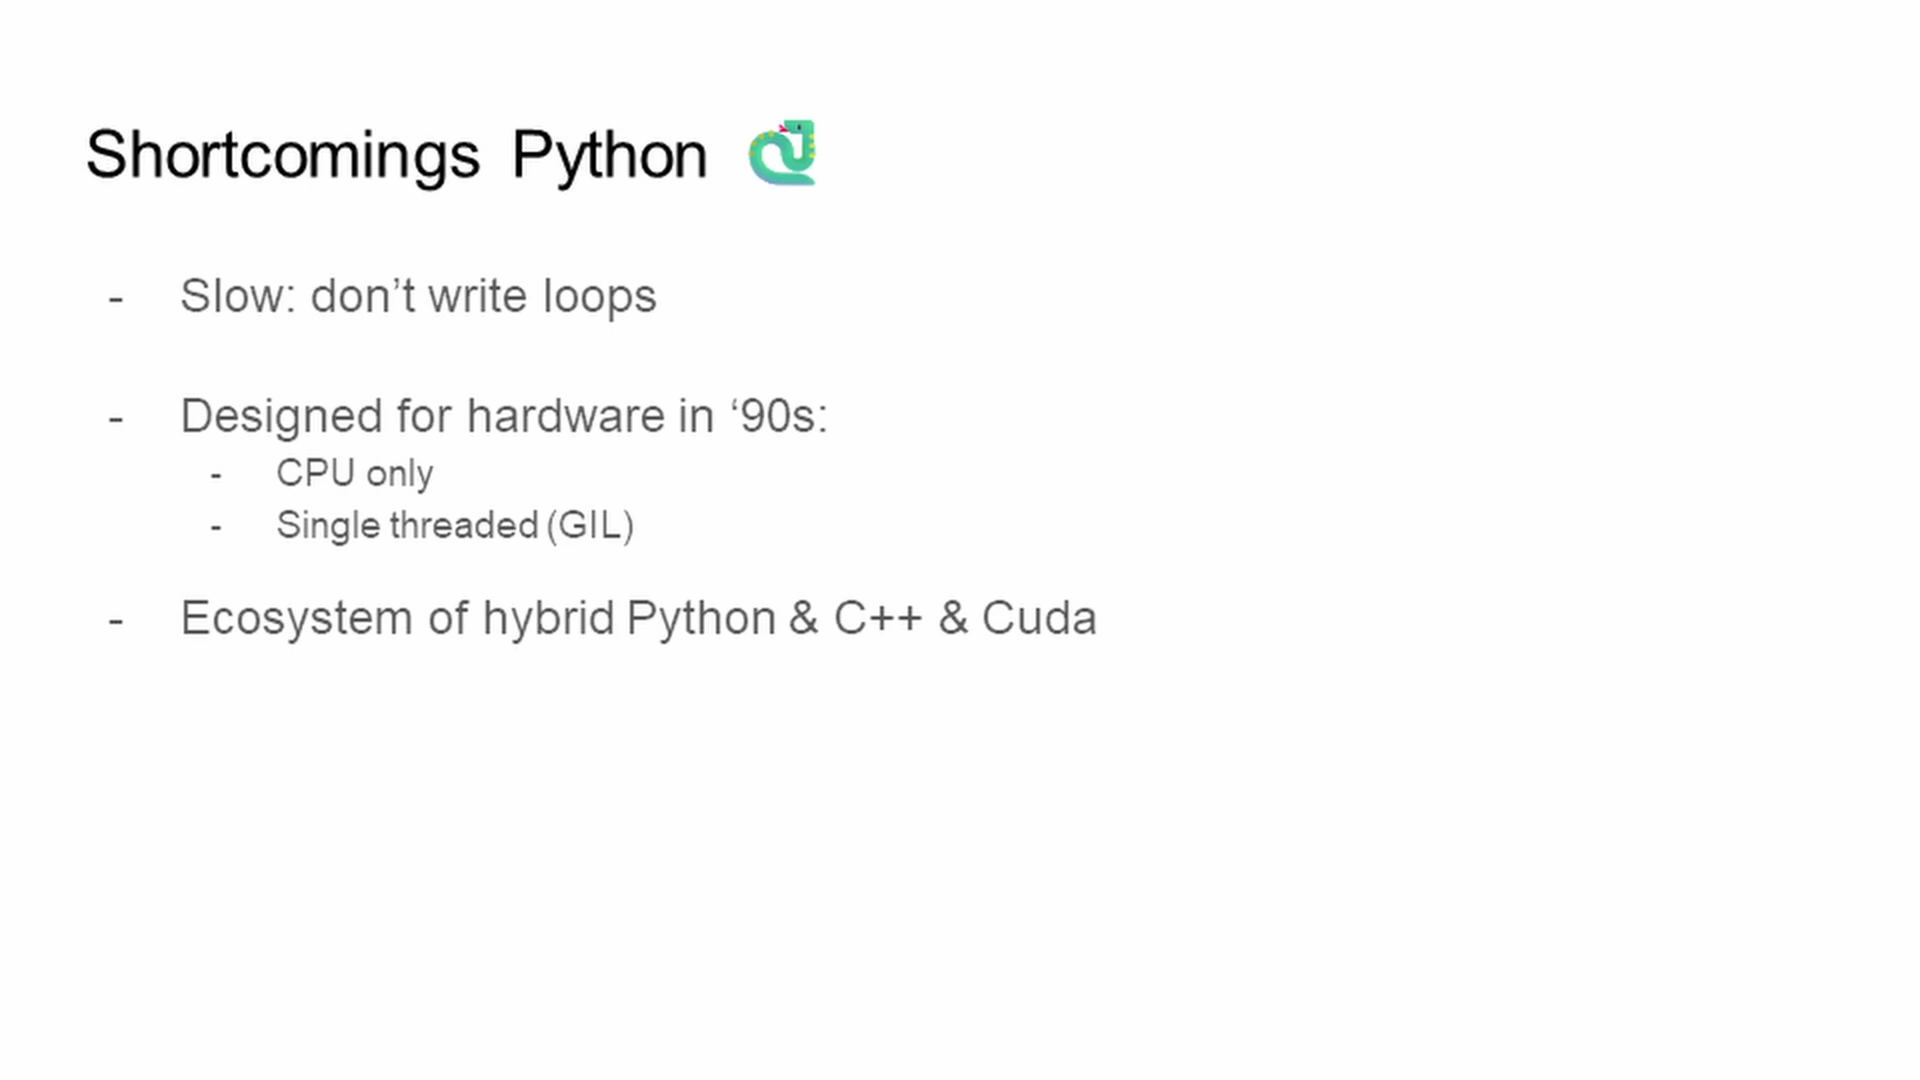 Shortcomings Python
- Slow: don’t write loops
- Designed for hardware in ‘90s:
- CPU only
- Single threaded (GIL)
- Ecosystem of hybrid Python & C++ & Cuda